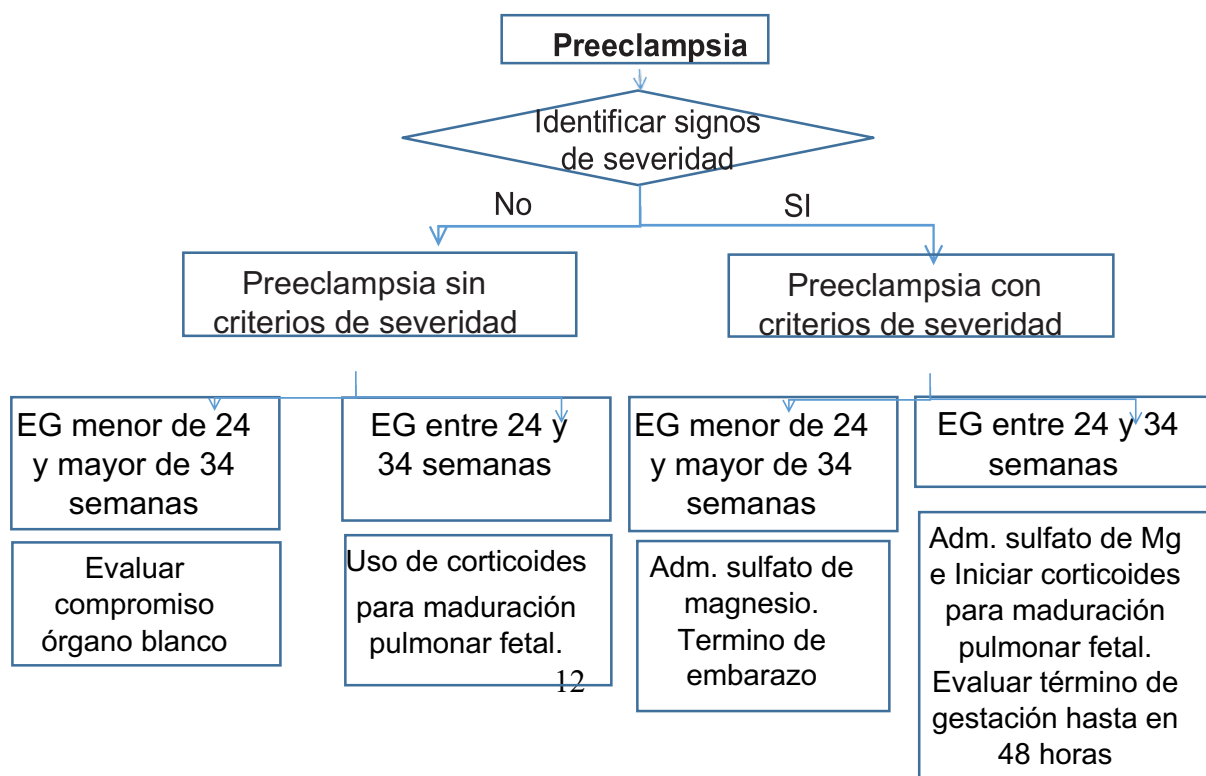 Preeclampsia
Identificar signos
de severidad
No
SI
Preeclampsia sin
criterios de severidad
Preeclampsia con
criterios de severidad
EG menor de 24
y mayor de 34
semanas
EG entre 24 y
34 semanas
EG menor de 24
y mayor de 34
semanas
EG entre 24 y 34
semanas
Evaluar
compromiso
órgano blanco
Uso de corticoides
para maduración
pulmonar fetal.
12
Adm. sulfato de
magnesio.
Termino de
embarazo
Adm. sulfato de Mg
e Iniciar corticoides
para maduración
pulmonar fetal.
Evaluar término de
gestación hasta en
48 horas